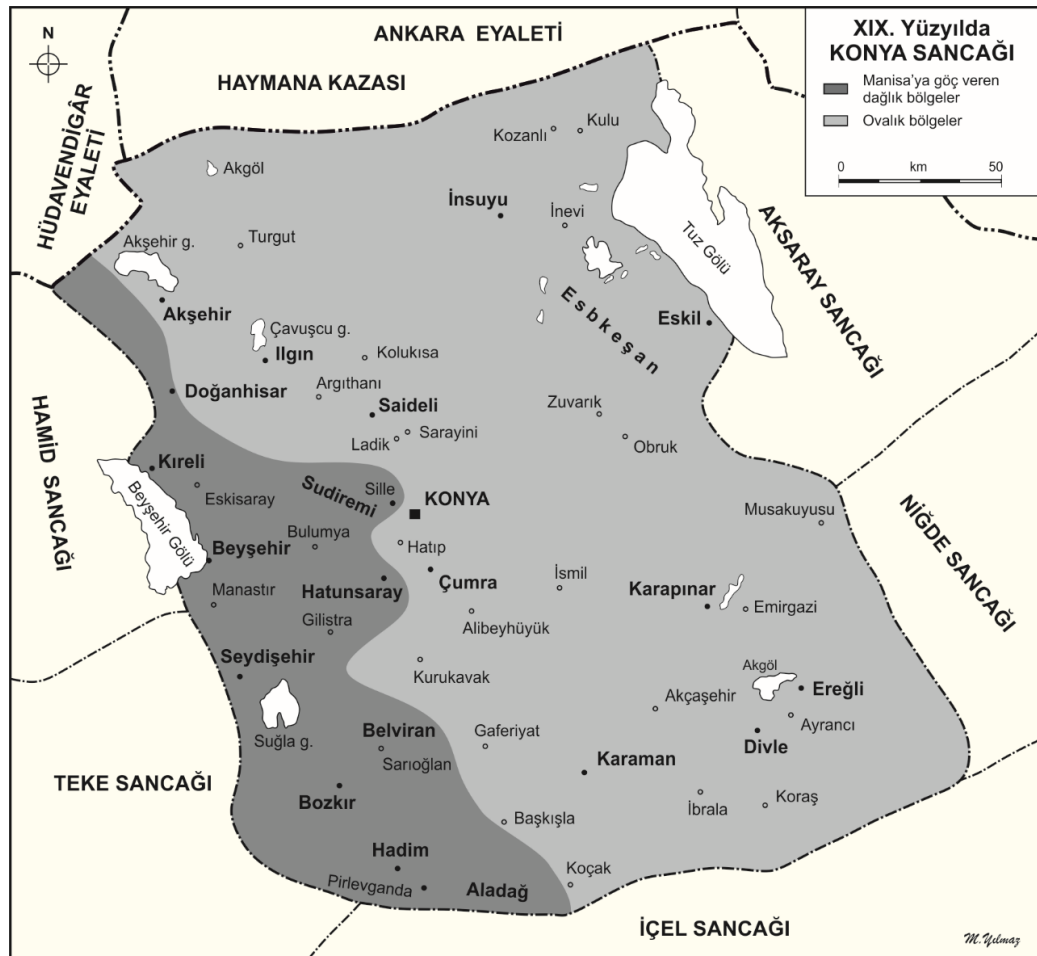 N
ANKARA EYALETİ
HAYMANA KAZASI
HÜDAVENDİGÂR
EYALETİ
XIX. Yüzyılda
KONYA SANCAĞI
Manisa'ya göç veren
dağlık bölgeler
Ovalık bölgeler
0 km 50
Kozanlı
Kulu
Akgöl
İnsuyu
İnevi
Turgut
Akşehir g.
Tuz Gölü
AKSARAY SANCAĞI
Akşehir
Esbkeşan
Eskil
Çavuşcu g.
Ilgın
Kolukısa
Doğanhisar
Argıthanı
Saideli
Zuvarık
Ladik
Sarayini
Obruk
HAMİD SANCAĞI
Kıreli
Eskisaray
Sudiremi
Sille
KONYA
Beyşehir Gölü
Musakuyusu
NİĞDE SANCAĞI
Bulumya
Beyşehir
Hatıp
Çumra
Hatunsaray
İsmil
Karapınar
Manastır
Emirgazi
Gilistra
Alibeyhüyük
Seydişehir
Kurukavak
Akgöl
Ereğli
Akçaşehir
Ayrancı
Suğla g.
Belviran
Sarıoğlan
Gaferiyat
Divle
Karaman
TEKE SANCAĞI
Bozkır
İbrala
Koraş
Başkışla
Hadim
Pirlevganda
Aladağ
Koçak
İÇEL SANCAĞI
M.Yılmaz